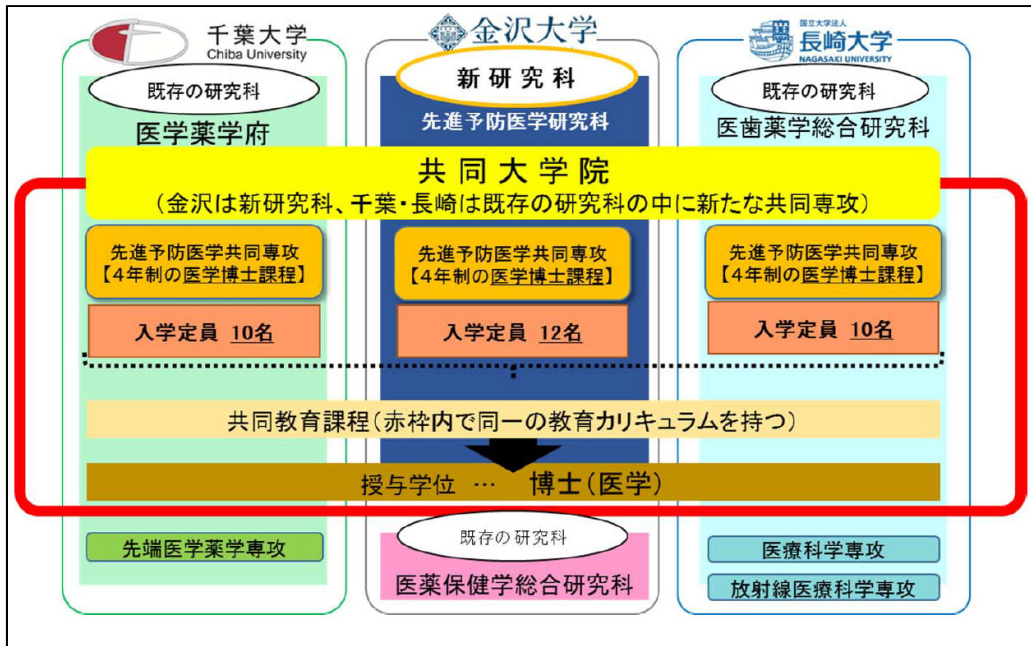 千葉大学
Chiba University
金沢大学
国立大学法人
長崎大学
NAGASAKI UNIVERSITY
既存の研究科
新研究科
既存の研究科
医学薬学府
先進予防医学研究科
医歯薬学総合研究科
共同大学院
(金沢は新研究科、千葉・長崎は既存の研究科の中に新たな共同専攻)
先進予防医学共同専攻
【4年制の医学博士課程】
先進予防医学共同専攻
【4年制の医学博士課程】
先進予防医学共同専攻
【4年制の医学博士課程】
入学定員 10名
入学定員 12名
入学定員 10名
共同教育課程(赤枠内で同一の教育カリキュラムを持つ)
授与学位 … 博士(医学)
先端医学薬学専攻
既存の研究科
医薬保健学総合研究科
医療科学専攻
放射線医療科学専攻